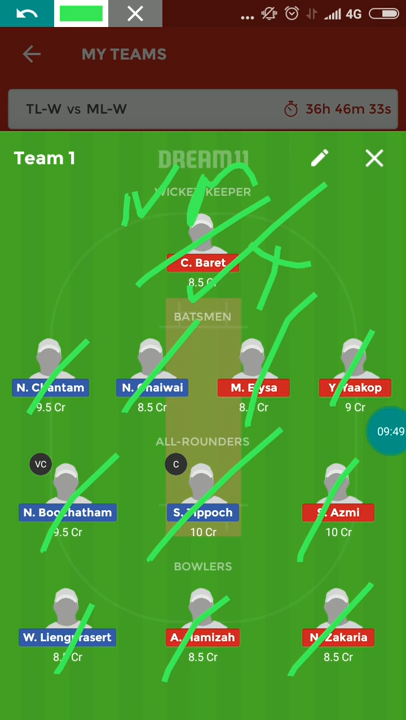 ... 4G
MY TEAMS
TL-W vs ML-W 36h 46m 33s
Team 1 DREAM11
WICKET-KEEPER
C. Baret
8.5 Cr
BATSMEN
N. Chantam N. Chaiwai M. Elysa Y. Yaakop
9.5 Cr 8.5 Cr 9 Cr
09:49
ALL-ROUNDERS
VC C
N. Boochatham S. Tippoch S. Azmi
9.5 Cr 10 Cr 10 Cr
BOWLERS
W. Liengprasert A. Hamizah N. Zakaria
8.5 Cr 8.5 Cr 8.5 Cr